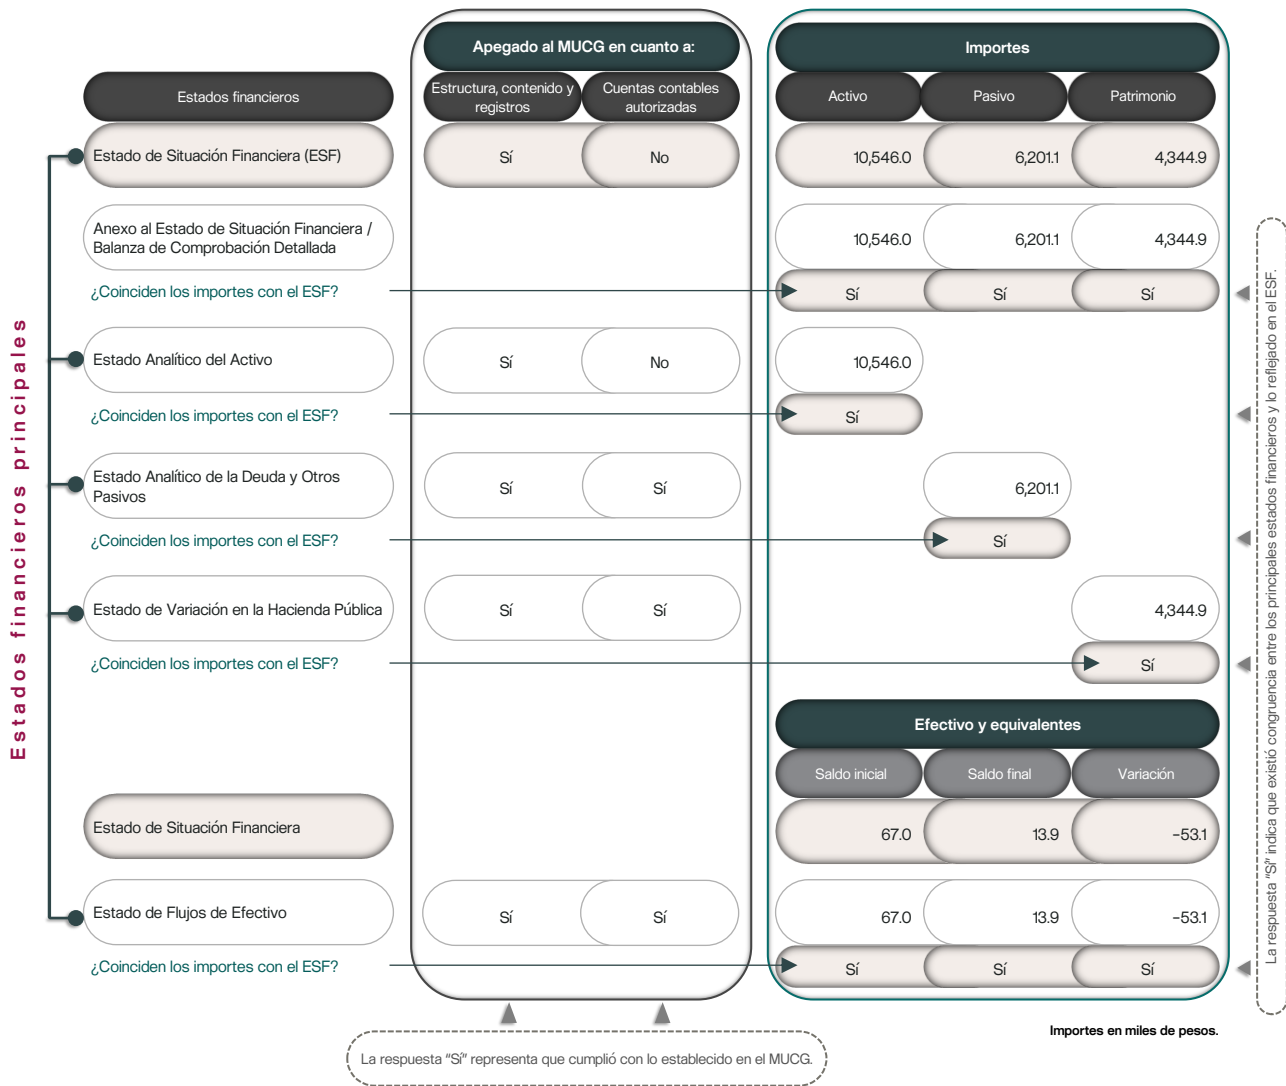 Apegado al MUCG en cuanto a:
Importes
Estados financieros
Estructura, contenido y
registros
Cuentas contables
autorizadas
Activo
Pasivo
Patrimonio
Estado de Situación Financiera (ESF)
Sí
No
10,546.0
6,201.1
4,344.9
Anexo al Estado de Situación Financiera /
Balanza de Comprobación Detallada
10,546.0
6,201.1
4,344.9
¿Coinciden los importes con el ESF?
Sí
Sí
Sí
Estado Analítico del Activo
Sí
No
10,546.0
¿Coinciden los importes con el ESF?
Sí
Estado Analítico de la Deuda y Otros
Pasivos
Sí
Sí
6,201.1
¿Coinciden los importes con el ESF?
Sí
Estado de Variación en la Hacienda Pública
Sí
Sí
4,344.9
¿Coinciden los importes con el ESF?
Sí
Efectivo y equivalentes
Saldo inicial
Saldo final
Variación
Estado de Situación Financiera
67.0
13.9
-53.1
Estado de Flujos de Efectivo
Sí
Sí
67.0
13.9
-53.1
¿Coinciden los importes con el ESF?
Sí
Sí
Sí
Estados financieros principales
La respuesta "Sí" indica que existió congruencia entre los principales estados financieros y lo reflejado en el ESF.
Importes en miles de pesos.
La respuesta "Sí" representa que cumplió con lo establecido en el MUCG.